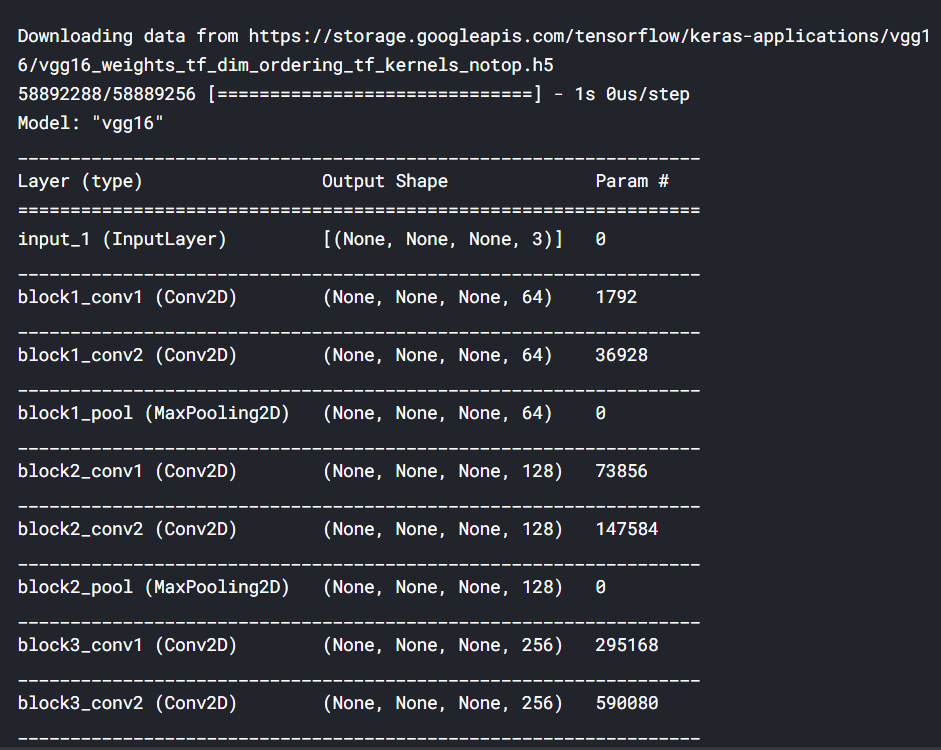 Downloading data from https://storage.googleapis.com/tensorflow/keras-applications/vgg1
6/vgg16_weights_tf_dim_ordering_tf_kernels_notop.h5
58892288/58889256 [==============================] - 1s 0us/step
Model: "vgg16"
_________________________________________________________________
Layer (type)                 Output Shape              Param #
=================================================================
input_1 (InputLayer)         [(None, None, None, 3)]   0
_________________________________________________________________
block1_conv1 (Conv2D)        (None, None, None, 64)    1792
_________________________________________________________________
block1_conv2 (Conv2D)        (None, None, None, 64)    36928
_________________________________________________________________
block1_pool (MaxPooling2D)   (None, None, None, 64)    0
_________________________________________________________________
block2_conv1 (Conv2D)        (None, None, None, 128)   73856
_________________________________________________________________
block2_conv2 (Conv2D)        (None, None, None, 128)   147584
_________________________________________________________________
block2_pool (MaxPooling2D)   (None, None, None, 128)   0
_________________________________________________________________
block3_conv1 (Conv2D)        (None, None, None, 256)   295168
_________________________________________________________________
block3_conv2 (Conv2D)        (None, None, None, 256)   590080
_________________________________________________________________